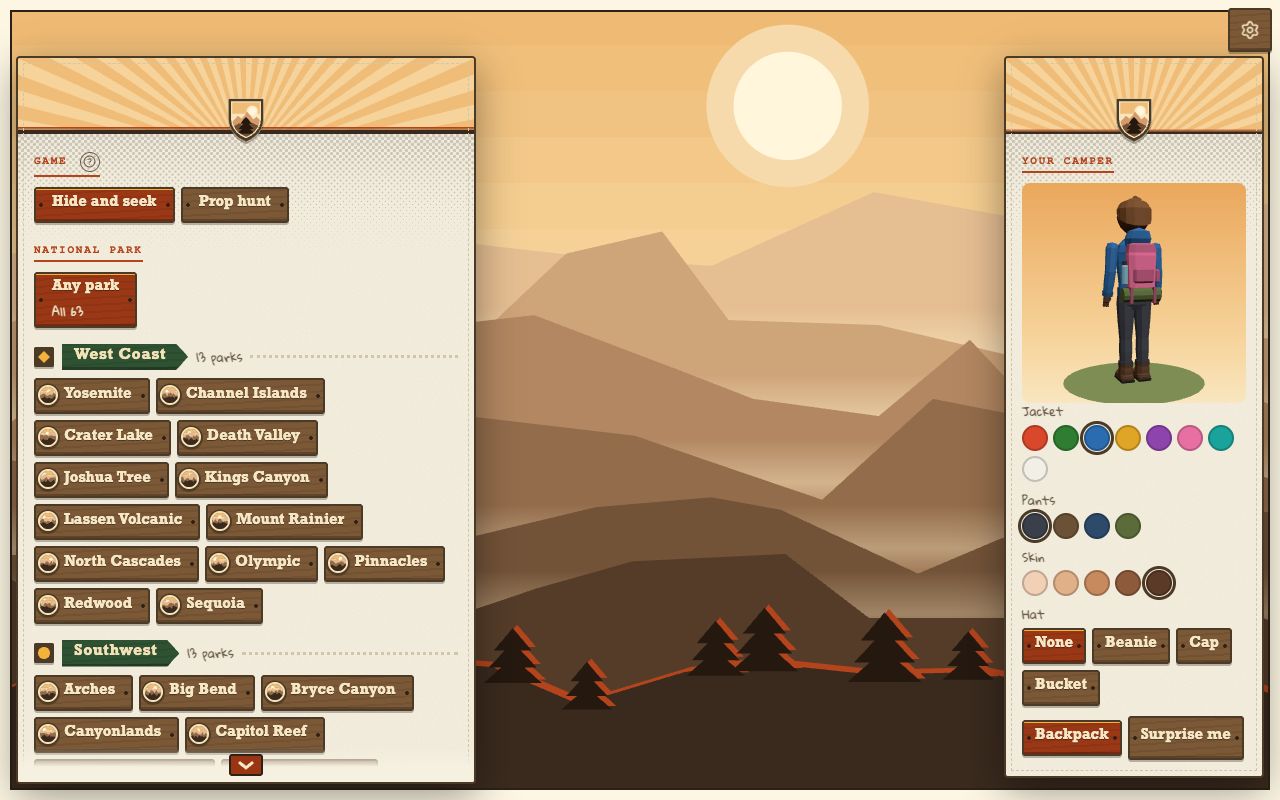 GAME ?
Hide and seek
Prop hunt
NATIONAL PARK
Any park
All 63
West Coast 13 parks
Yosemite
Channel Islands
Crater Lake
Death Valley
Joshua Tree
Kings Canyon
Lassen Volcanic
Mount Rainier
North Cascades
Olympic
Pinnacles
Redwood
Sequoia
Southwest 13 parks
Arches
Big Bend
Bryce Canyon
Canyonlands
Capitol Reef
YOUR CAMPER
Jacket
Pants
Skin
Hat
None
Beanie
Cap
Bucket
Backpack
Surprise me